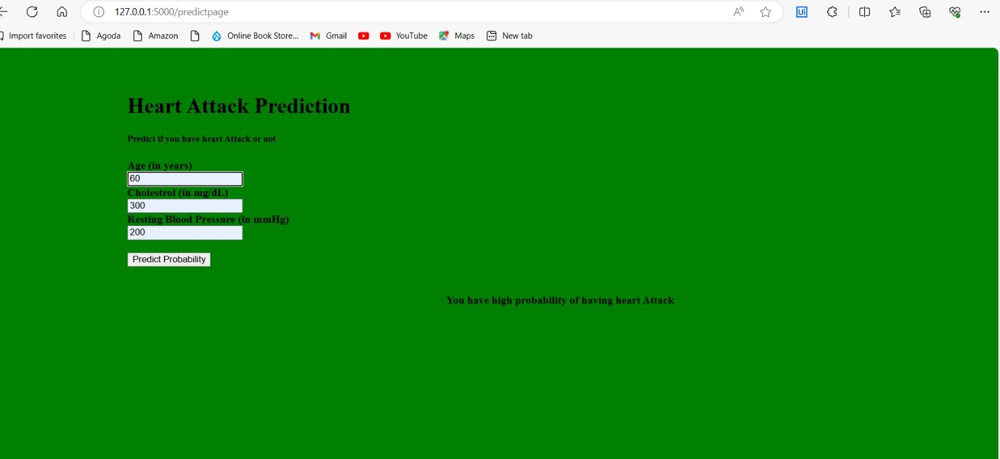 127.0.0.1:5000/predictpage
Import favorites Agoda Amazon Online Book Store... Gmail YouTube Maps New tab
Heart Attack Prediction
Predict if you have heart Attack or not
Age (in years)
60
Cholestrol (in mg/dL)
300
Resting Blood Pressure (in mmHg)
200
Predict Probability
You have high probability of having heart Attack